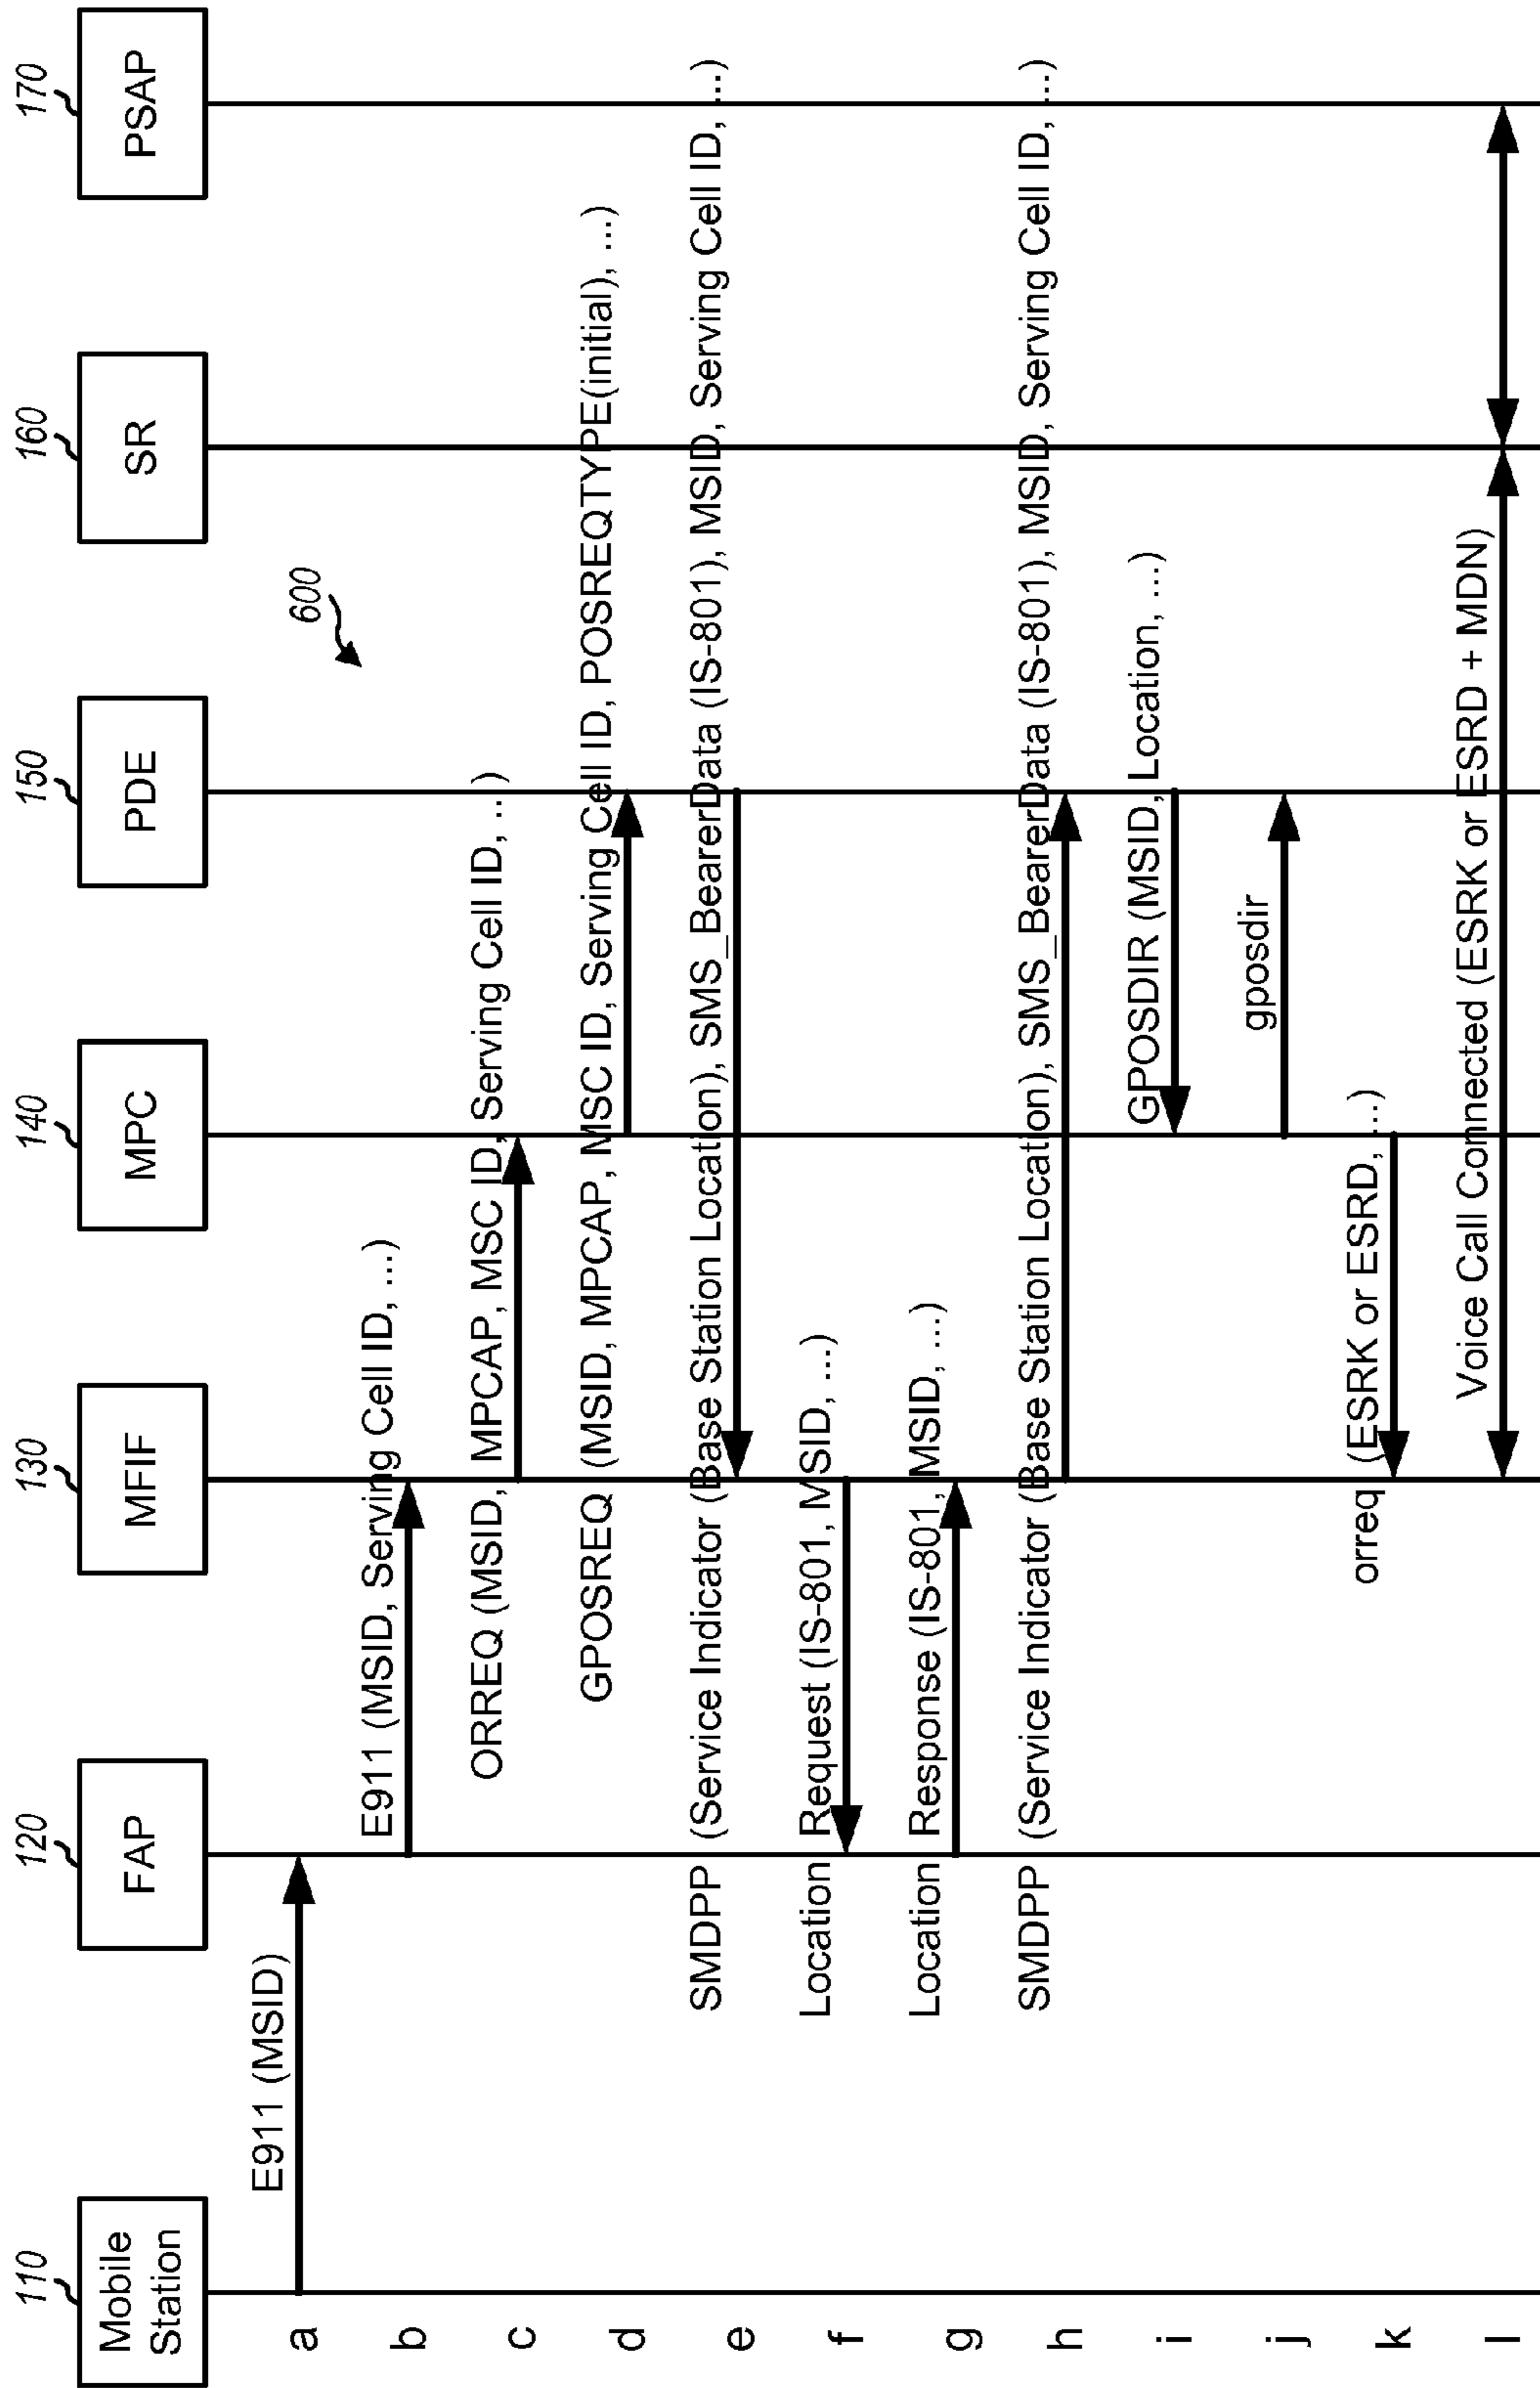 110
120
130
140
150
160
170
Mobile
Station
FAP
MFIF
MPC
PDE
SR
PSAP
600
a
E911 (MSID)
b
E911 (MSID, Serving Cell ID, ...)
c
ORREQ (MSID, MPCAP, MSC ID, Serving Cell ID, ..)
d
GPOSREQ (MSID, MPCAP, MSC ID, Serving Cell ID, POSREQTYPE(initial), ...)
e
SMDPP (Service Indicator (Base Station Location), SMS_BearerData (IS-801), MSID, Serving Cell ID, ...)
f
Location Request (IS-801, MSID, ...)
g
Location Response (IS-801, MSID, ...)
h
SMDPP (Service Indicator (Base Station Location), SMS_BearerData (IS-801), MSID, Serving Cell ID, ...)
i
GPOSDIR (MSID, Location, ...)
j
gposdir
k
orreq (ESRK or ESRD, ...)
l
Voice Call Connected (ESRK or ESRD + MDN)